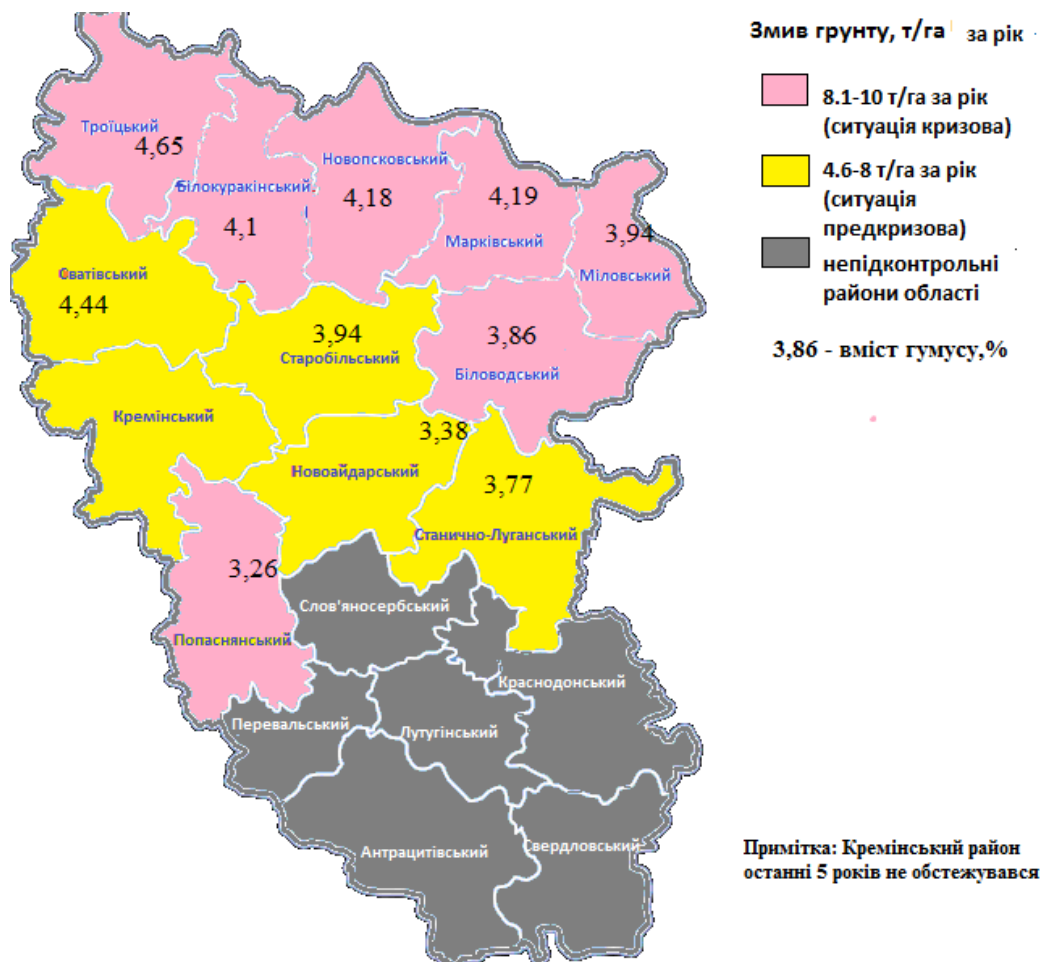 Змив грунту, т/га за рік
8.1-10 т/га за рік
(ситуація кризова)
4.6-8 т/га за рік
(ситуація
предкризова)
непідконтрольні
райони області
3,86 - вміст гумусу,%
Троїцький
4,65
Білокуракінський
4,1
Новопсковський
4,18
4,19
Марківський
3,94
Міловський
Сватівський
4,44
3,94
Старобільський
3,86
Біловодський
Кремінський
3,38
Новоайдарський
3,77
Станично-Луганський
3,26
Попаснянський
Слов'яносербський
Краснодонський
Перевальський
Лутугінський
Антрацитівський
Свердловський
Примітка: Кремінський район
останні 5 років не обстежувався